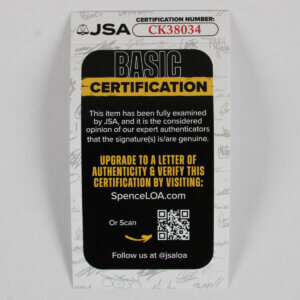 JSA
CERTIFICATION NUMBER:
CK38034
BASIC
CERTIFICATION
This item has been fully examined
by JSA, and it is the considered
opinion of our expert authenticators
that the signature(s) is/are genuine.
UPGRADE TO A LETTER OF
AUTHENTICITY & VERIFY THIS
CERTIFICATION BY VISITING:
SpenceLOA.com
Or Scan
Follow us at @jsaloa